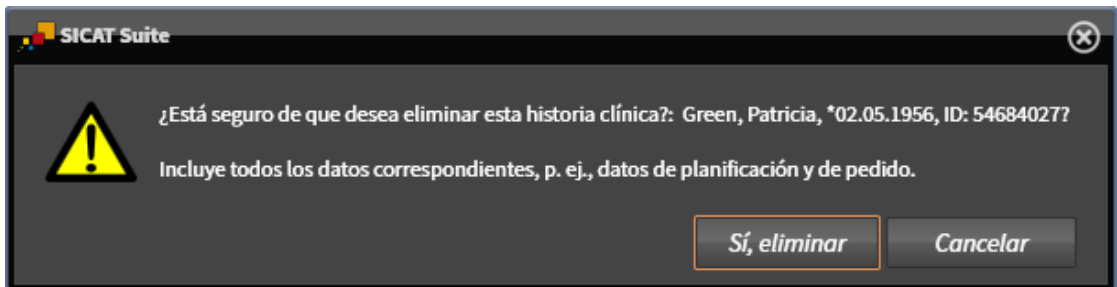 SICAT Suite
¿Está seguro de que desea eliminar esta historia clínica?: Green, Patricia, *02.05.1956, ID: 54684027?
Incluye todos los datos correspondientes, p. ej., datos de planificación y de pedido.
Sí, eliminar
Cancelar